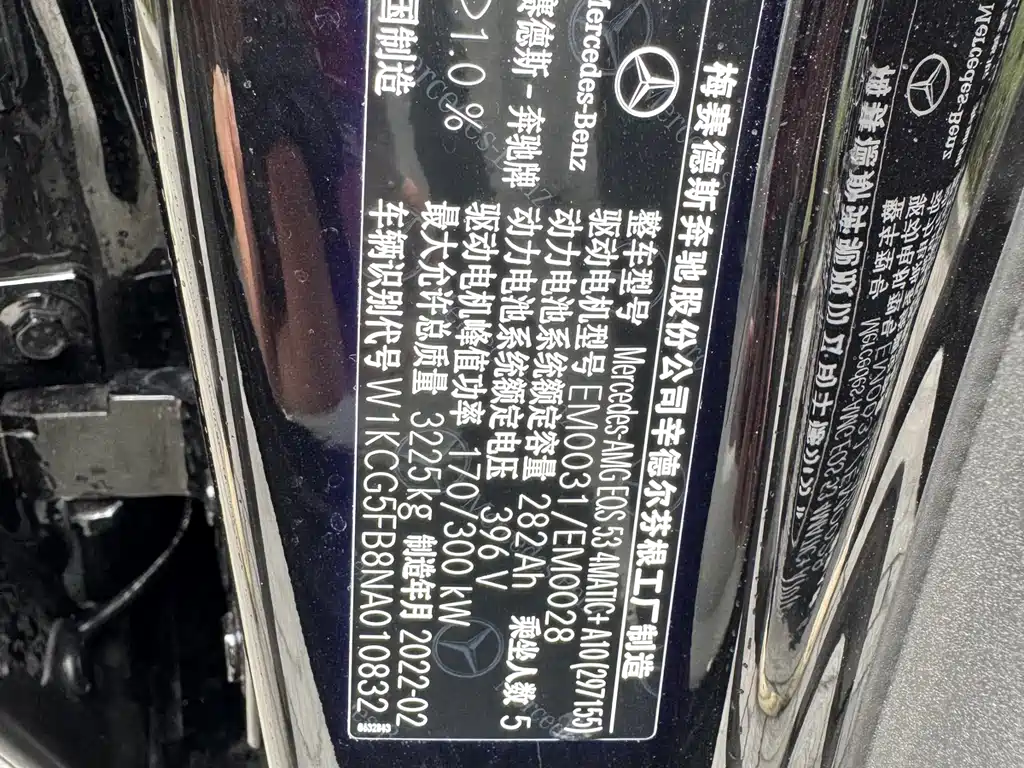 梅赛德斯奔驰股份公司辛德尔芬根工厂制造
Mercedes-Benz
整车型号 Mercedes-AMG EQS 53 4MATIC+ A10(297155)
驱动电机型号 EM0031/EM0028
赛德斯-奔驰牌
动力电池系统额定容量 282Ah 乘坐人数 5
动力电池系统额定电压 396V
>1.0%
驱动电机峰值功率 170/300kW
最大允许总质量 3225kg 制造年月 2022-02
国制造
车辆识别代号 W1KCG5FB8NA010832